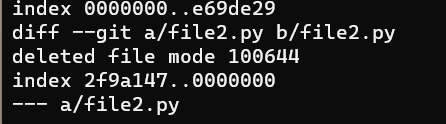 index 0000000..e69de29
diff --git a/file2.py b/file2.py
deleted file mode 100644
index 2f9a147..0000000
--- a/file2.py